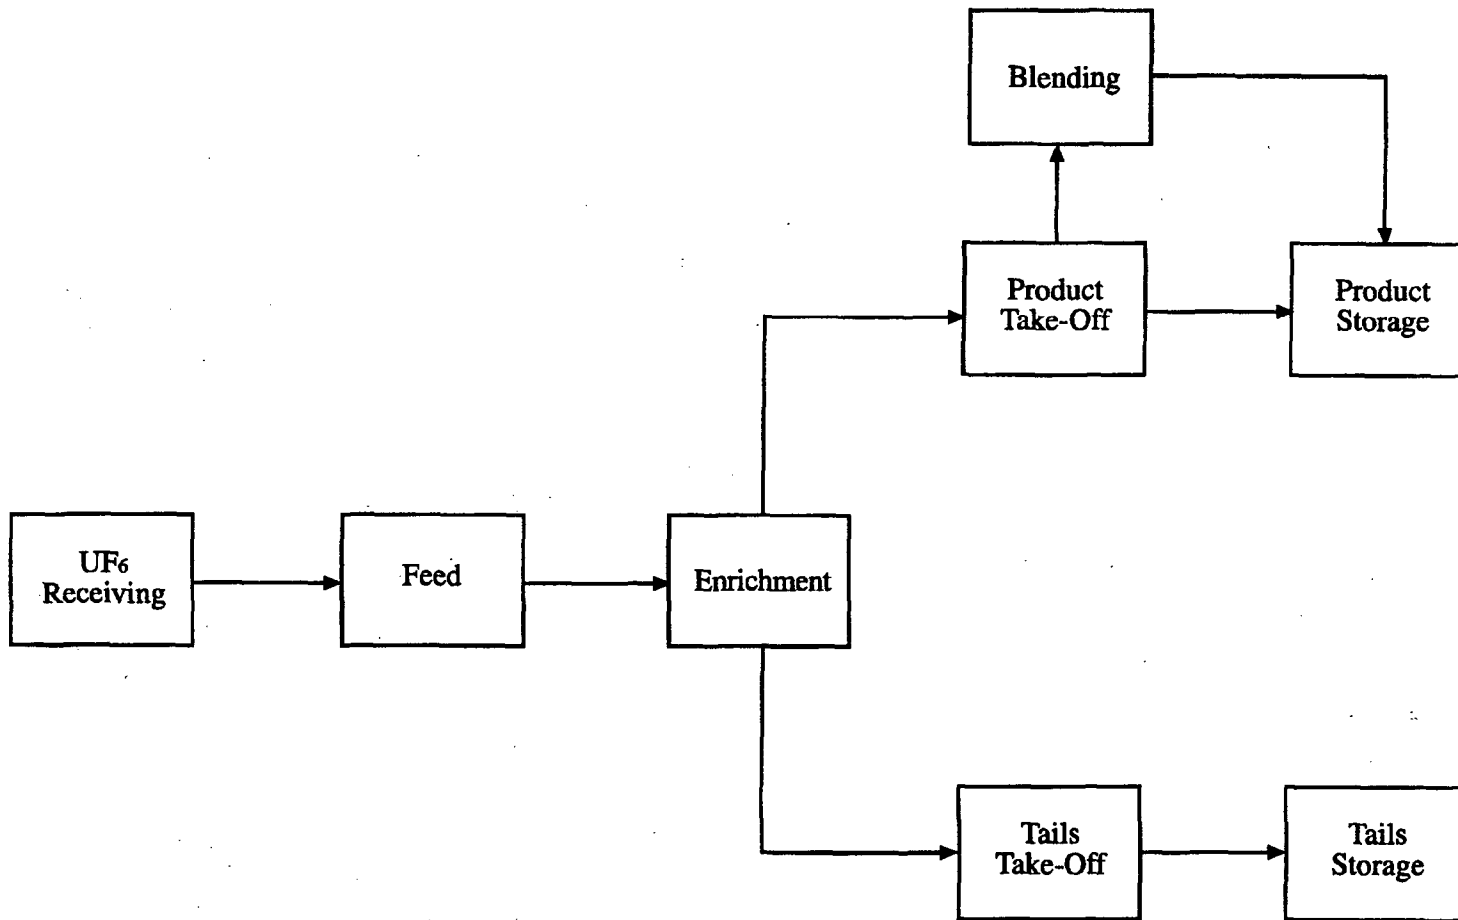 Blending
Product
Take-Off
Product
Storage
UF₆
Receiving
Feed
Enrichment
Tails
Take-Off
Tails
Storage